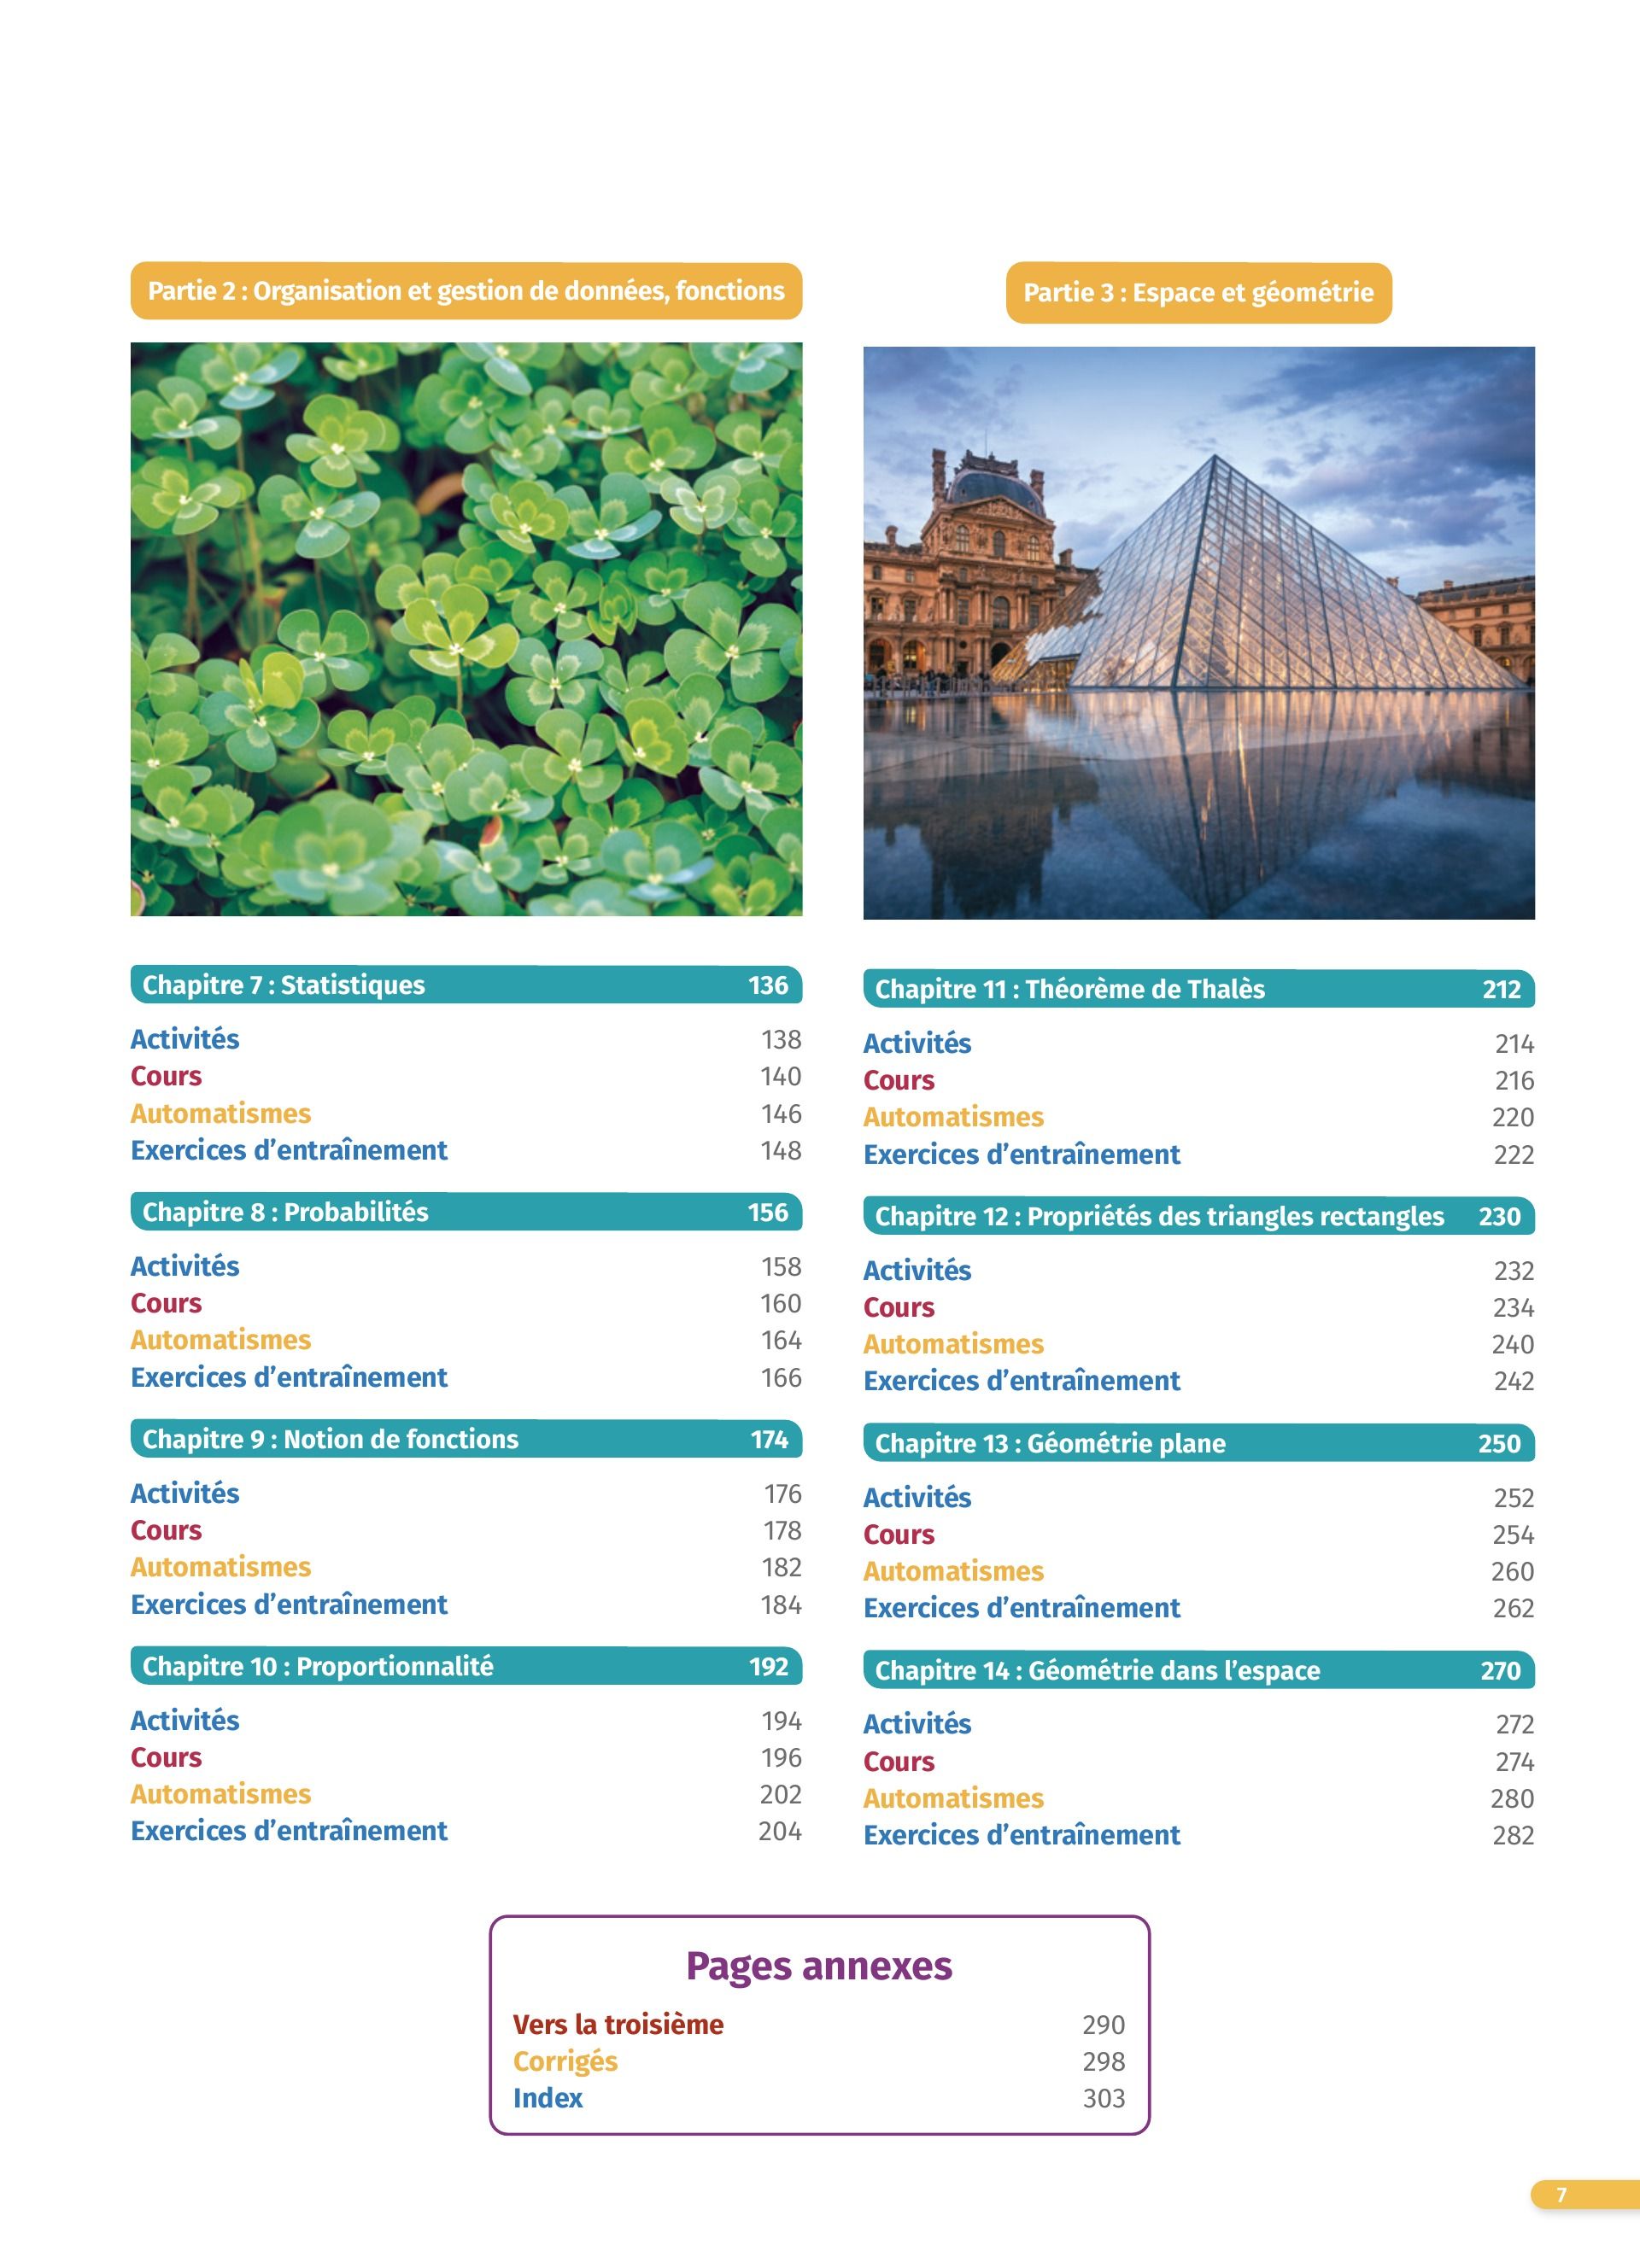 Partie 2 : Organisation et gestion de données, fonctions
Chapitre 7 : Statistiques 136
Activités 138
Cours 140
Automatismes 146
Exercices d’entraînement 148
Chapitre 8 : Probabilités 156
Activités 158
Cours 160
Automatismes 164
Exercices d’entraînement 166
Chapitre 9 : Notion de fonctions 174
Activités 176
Cours 178
Automatismes 182
Exercices d’entraînement 184
Chapitre 10 : Proportionnalité 192
Activités 194
Cours 196
Automatismes 202
Exercices d’entraînement 204
Partie 3 : Espace et géométrie
Chapitre 11 : Théorème de Thalès 212
Activités 214
Cours 216
Automatismes 220
Exercices d’entraînement 222
Chapitre 12 : Propriétés des triangles rectangles 230
Activités 232
Cours 234
Automatismes 240
Exercices d’entraînement 242
Chapitre 13 : Géométrie plane 250
Activités 252
Cours 254
Automatismes 260
Exercices d’entraînement 262
Chapitre 14 : Géométrie dans l’espace 270
Activités 272
Cours 274
Automatismes 280
Exercices d’entraînement 282
Pages annexes
Vers la troisième 290
Corrigés 298
Index 303
7